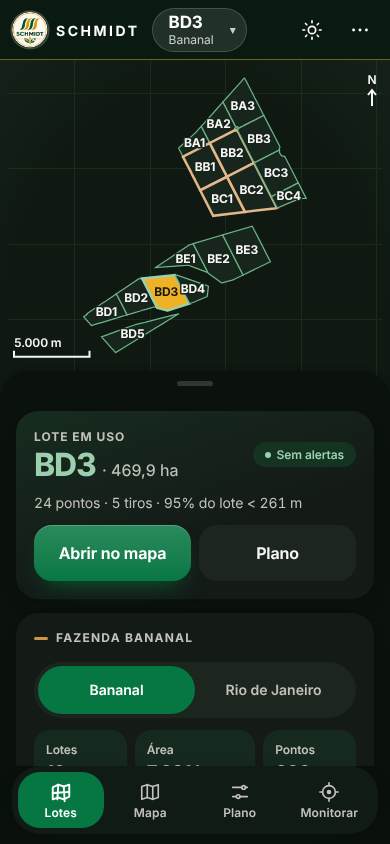 SCHMIDT
SCHMIDT
BD3
Bananal
N
BA3
BA2
BA1
BB3
BB2
BB1
BC3
BC2
BC4
BC1
BE3
BE2
BE1
BD4
BD3
BD2
BD1
BD5
5.000 m
LOTE EM USO
BD3 · 469,9 ha
Sem alertas
24 pontos · 5 tiros · 95% do lote < 261 m
Abrir no mapa
Plano
FAZENDA BANANAL
Bananal
Rio de Janeiro
Lotes
Área
Pontos
Lotes
Mapa
Plano
Monitorar